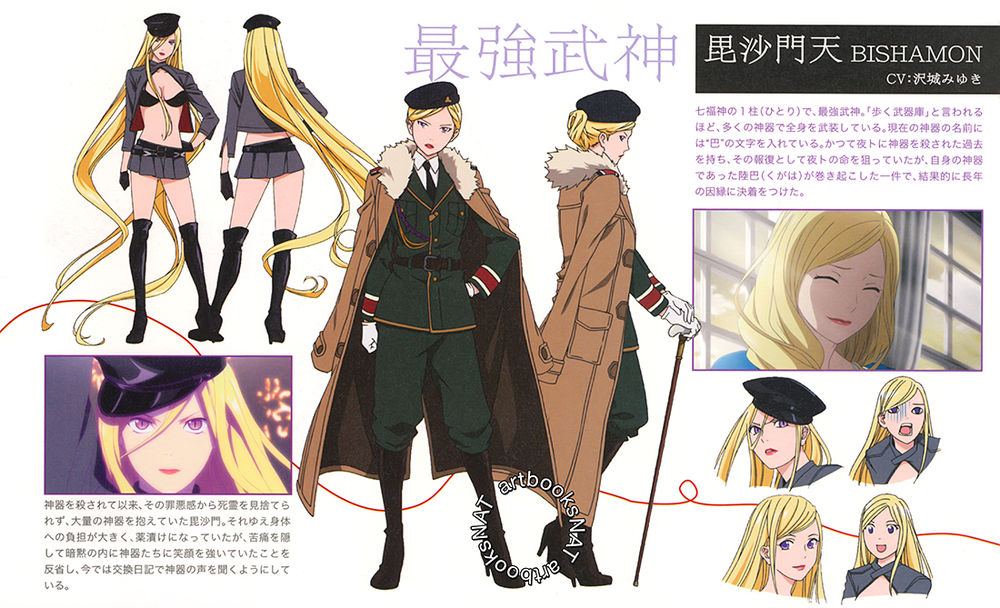 最強武神
毘沙門天 BISHAMON
CV:沢城みゆき
七福神の1柱(ひとり)で、最強武神。「歩く武器庫」と言われる
ほど、多くの神器で全身を武装している。現在の神器の名前に
は“巴”の文字を入れている。かつて夜トに神器を殺された過去
を持ち、その報復として夜トの命を狙っていたが、自身の神器
であった陸巴(くがは)が巻き起こした一件で、結果的に長年
の因縁に決着をつけた。
神器を殺されて以来、その罪悪感から死霊を見捨てら
れず、大量の神器を抱えていた毘沙門。それゆえ身体
への負担が大きく、薬漬けになっていたが、苦痛を隠
して暗黙の内に神器たちに笑顔を強いていたことを
反省し、今では交換日記で神器の声を聞くようにして
いる。
artbooksNAT artbooksNAT